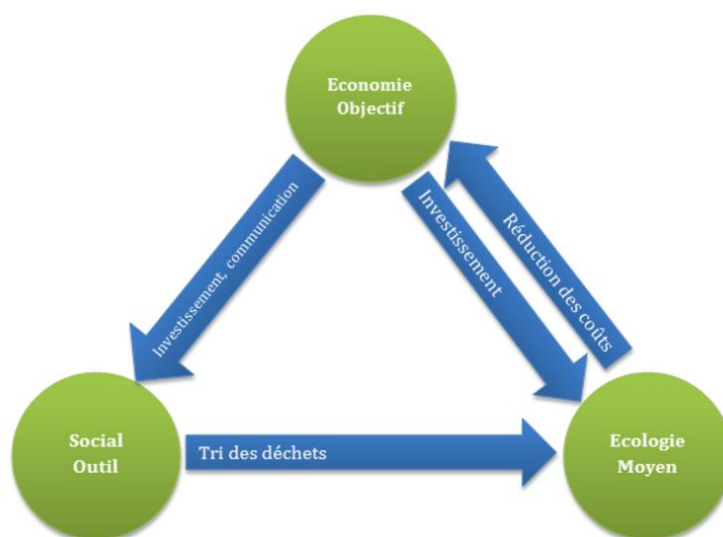 Economie
Objectif
Investissement, communication
Investissement
Réduction des coûts
Social
Outil
Tri des déchets
Ecologie
Moyen